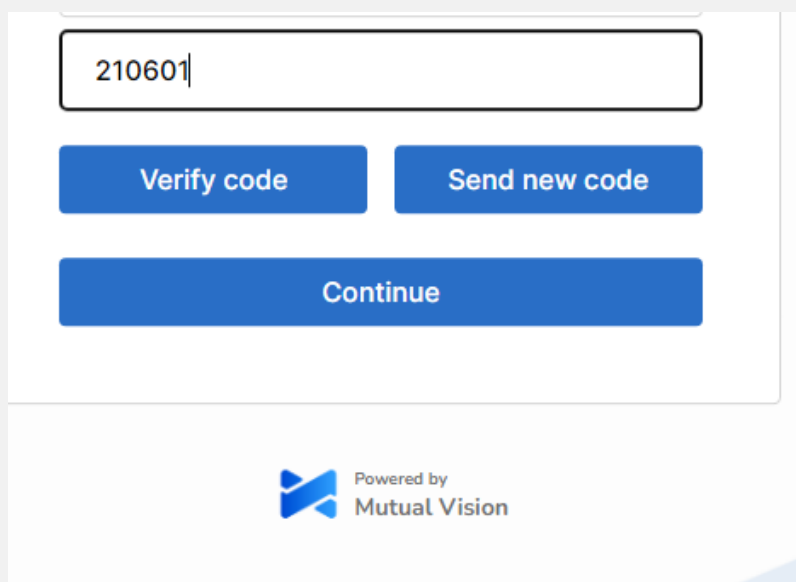 210601
Verify code
Send new code
Continue
Powered by
Mutual Vision